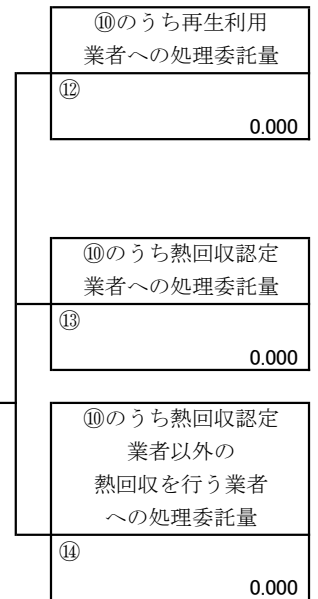 ⑩のうち再生利用
業者への処理委託量
⑫
0.000
⑩のうち熱回収認定
業者への処理委託量
⑬
0.000
⑩のうち熱回収認定
業者以外の
熱回収を行う業者
への処理委託量
⑭
0.000